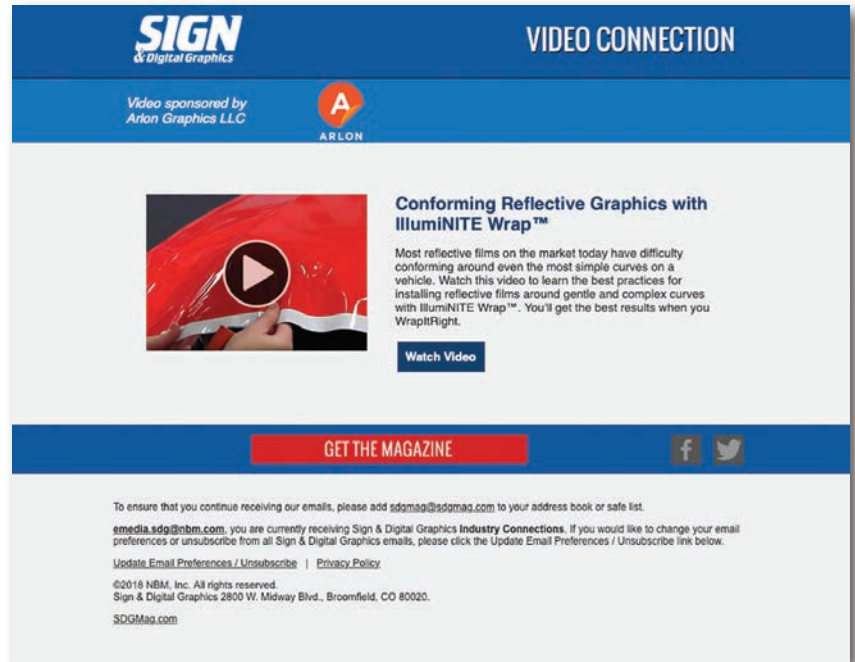 SIGN
& Digital Graphics
VIDEO CONNECTION
Video sponsored by
Arlon Graphics LLC
A
ARLON
Conforming Reflective Graphics with
IllumiNITE Wrap™
Most reflective films on the market today have difficulty
conforming around even the most simple curves on a
vehicle. Watch this video to learn the best practices for
installing reflective films around gentle and complex curves
with IllumiNITE Wrap™. You'll get the best results when you
WrapItRight.
Watch Video
GET THE MAGAZINE
To ensure that you continue receiving our emails, please add sdgmag@sdgmag.com to your address book or safe list.
emedia.sdg@nbm.com, you are currently receiving Sign & Digital Graphics Industry Connections. If you would like to change your email
preferences or unsubscribe from all Sign & Digital Graphics emails, please click the Update Email Preferences / Unsubscribe link below.
Update Email Preferences / Unsubscribe | Privacy Policy
©2018 NBM, Inc. All rights reserved.
Sign & Digital Graphics 2800 W. Midway Blvd., Broomfield, CO 80020.
SDGMag.com